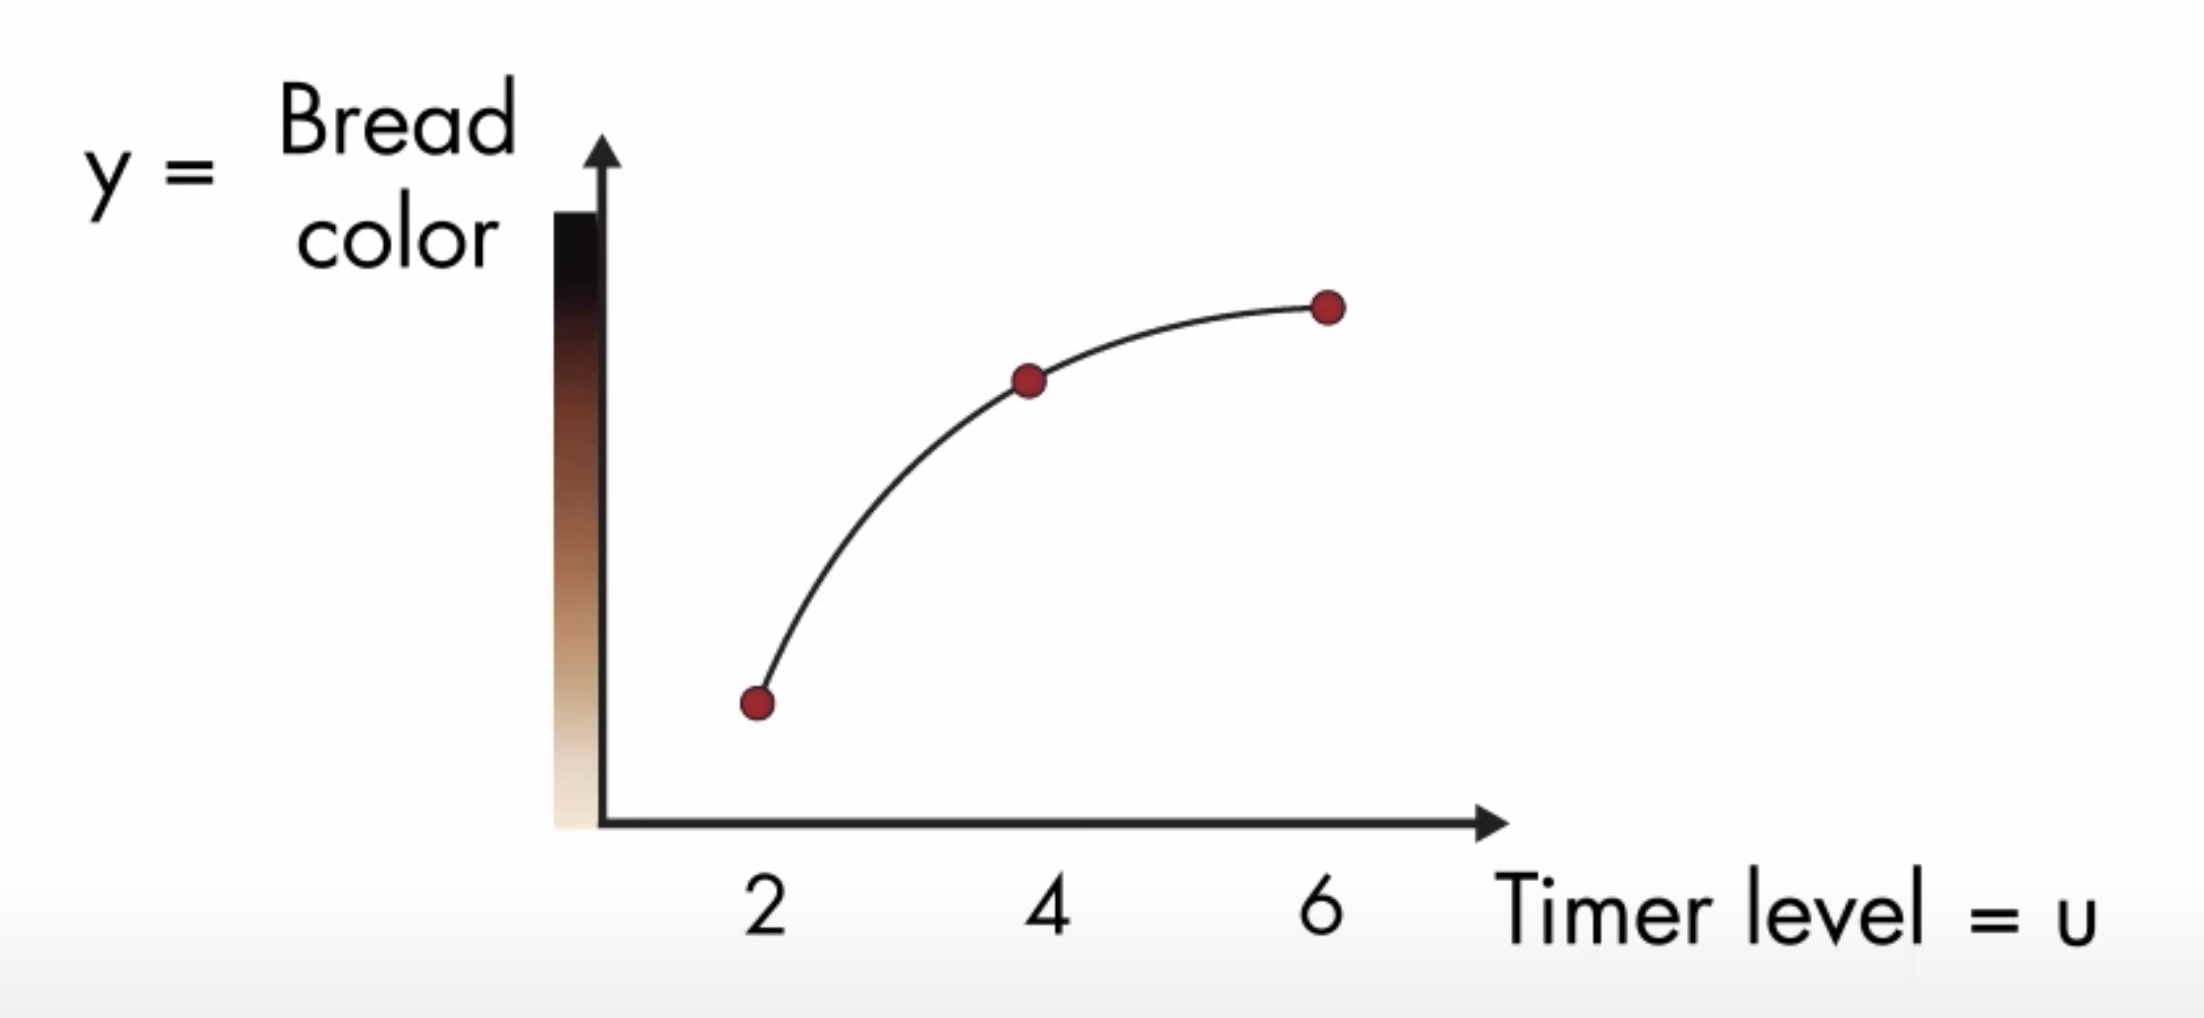 Bread
y =
color
2 4 6 Timer level = u